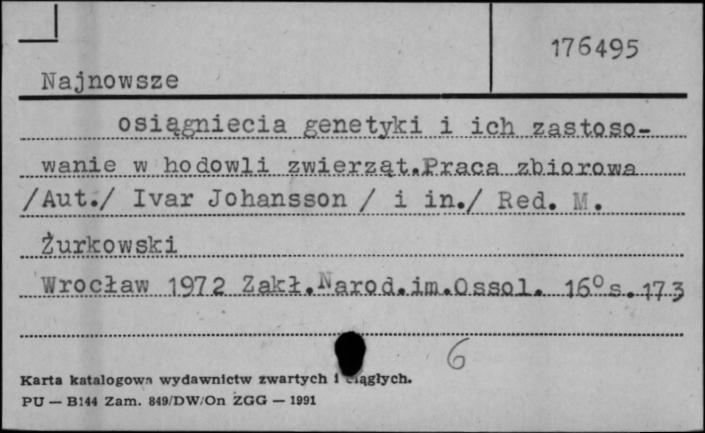 176495
Najnowsze
osiągniecia genetyki i ich zastoso-
wanie w hodowli zwierząt.Praca zbiorowa
/Aut./ Ivar Johansson / i in./ Red. M.
Żurkowski
Wrocław 1972 Zakł.Narod.im.Ossol. 16°s.173
6
Karta katalogowa wydawnictw zwartych i ciągłych.
PU — B144 Zam. 849/DW/On ZGG — 1991